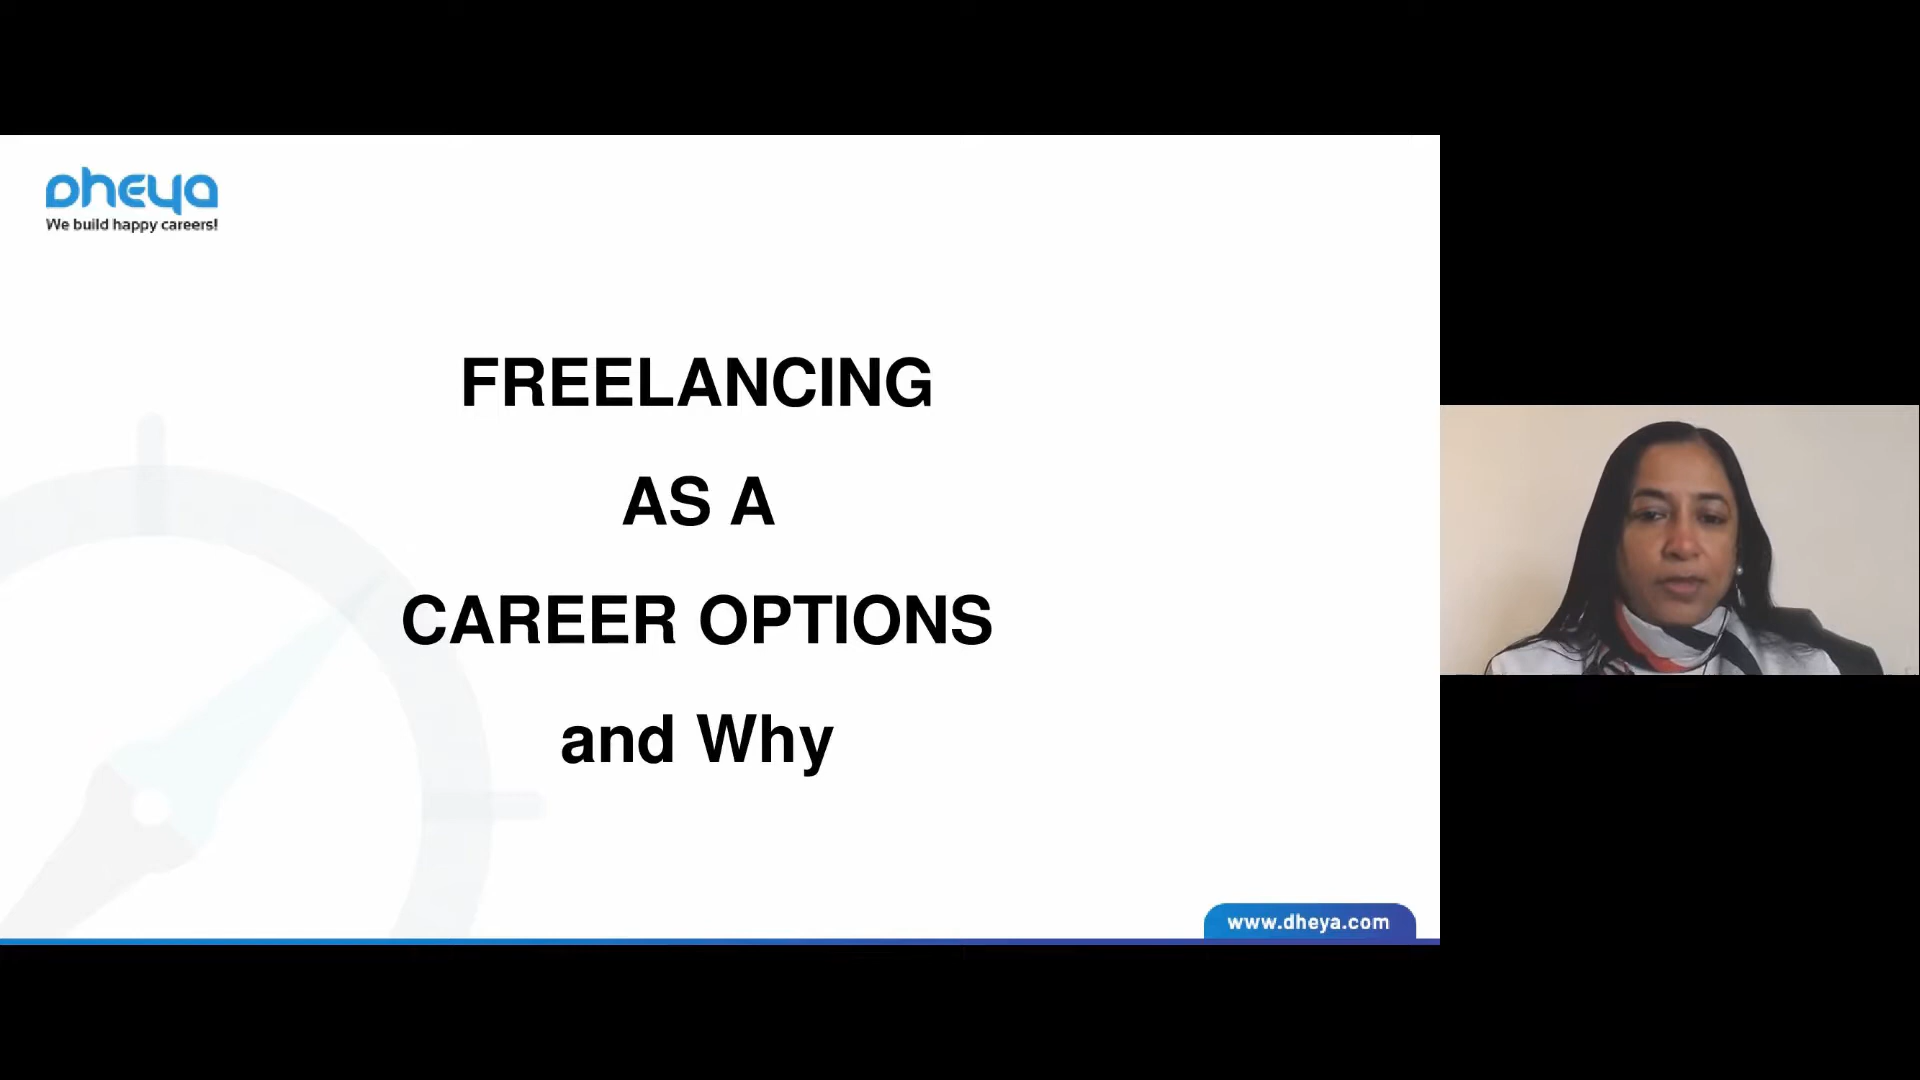 Dheya
We build happy careers!
FREELANCING
AS A
CAREER OPTIONS
and Why
www.dheya.com